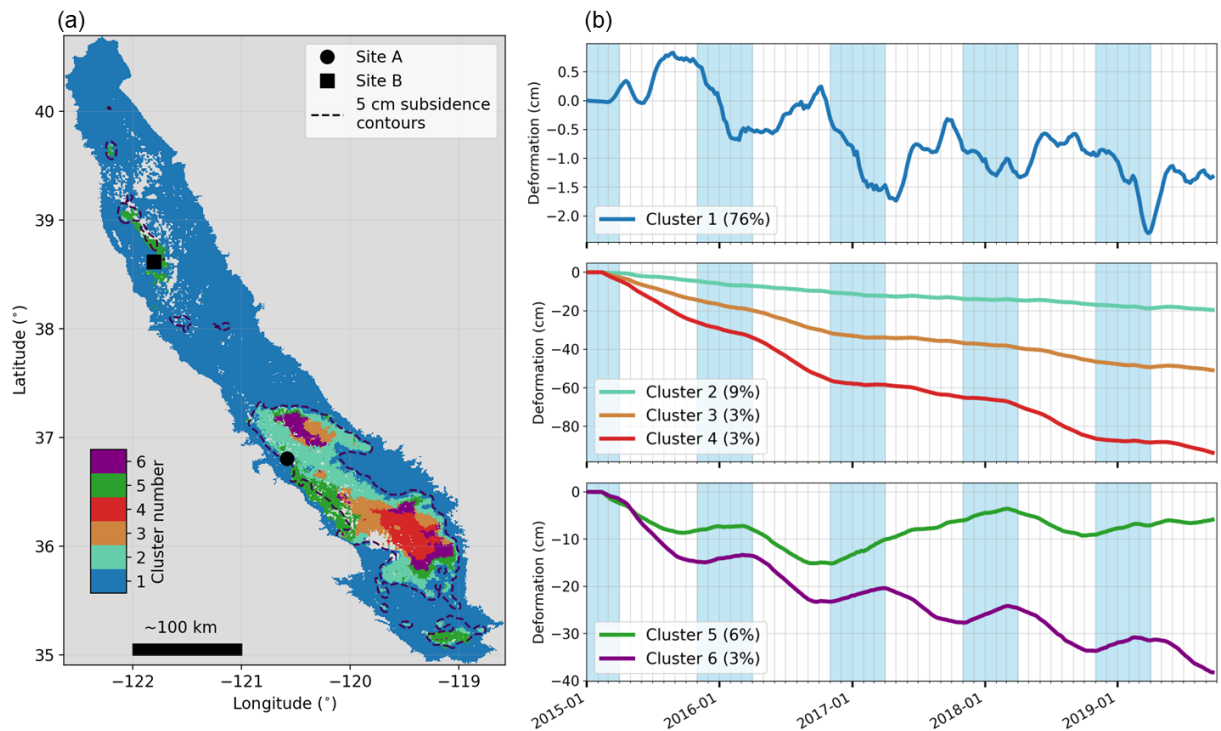 (a)
Site A
Site B
5 cm subsidence
contours
40
39
38
37
36
35
Latitude (°)
6
5
4
3
2
1
Cluster number
~100 km
−122
−121
−120
−119
Longitude (°)
(b)
0.5
0.0
−0.5
−1.0
−1.5
−2.0
Deformation (cm)
Cluster 1 (76%)
0
−20
−40
−60
−80
Deformation (cm)
Cluster 2 (9%)
Cluster 3 (3%)
Cluster 4 (3%)
0
−10
−20
−30
−40
Deformation (cm)
Cluster 5 (6%)
Cluster 6 (3%)
2015-01
2016-01
2017-01
2018-01
2019-01